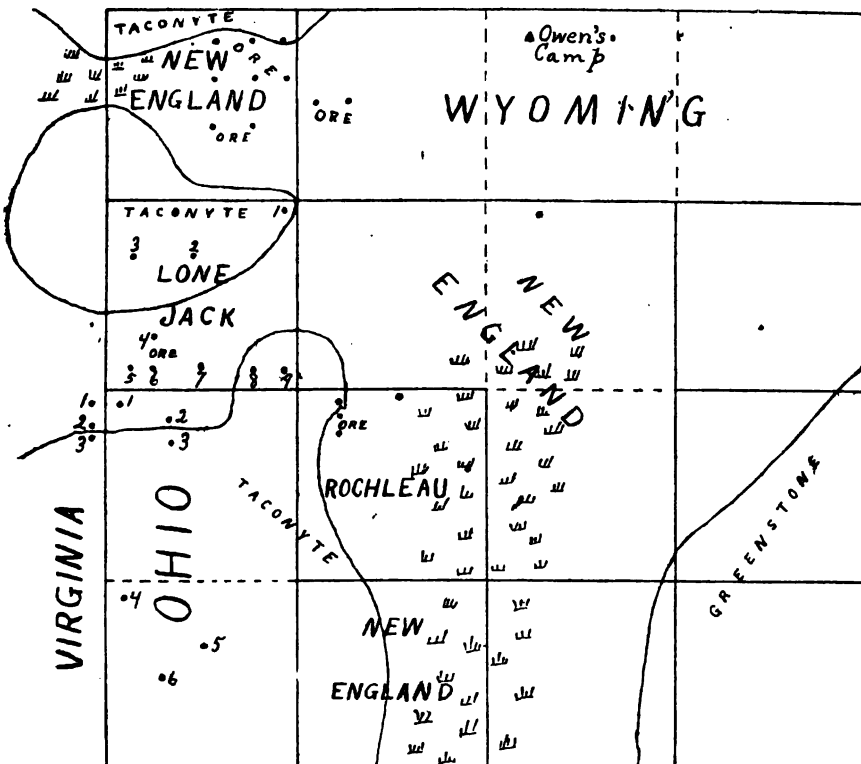 TACONYTE
NEW
ORE
ENGLAND
ORE
ORE
Owen's
Camp
WYOMING
TACONYTE 1
3 2
LONE
JACK
4
ORE
5 6 7 8 9
1 1
2 2
3 3
ORE
NEW
ENGLAND
ROCHLEAU
TACONYTE
GREENSTONE
VIRGINIA
OHIO
4
5
6
NEW
ENGLAND